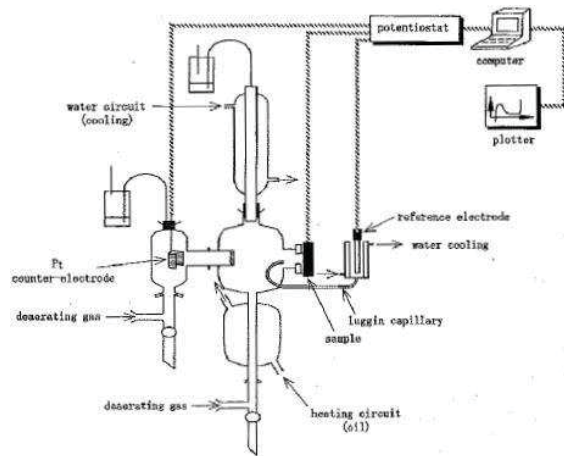 potentiostat
computer
plotter
water circuit
(cooling)
reference electrode
water cooling
Pt
counter-electrode
luggin capillary
sample
deaerating gas
deaerating gas
heating circuit
(oil)